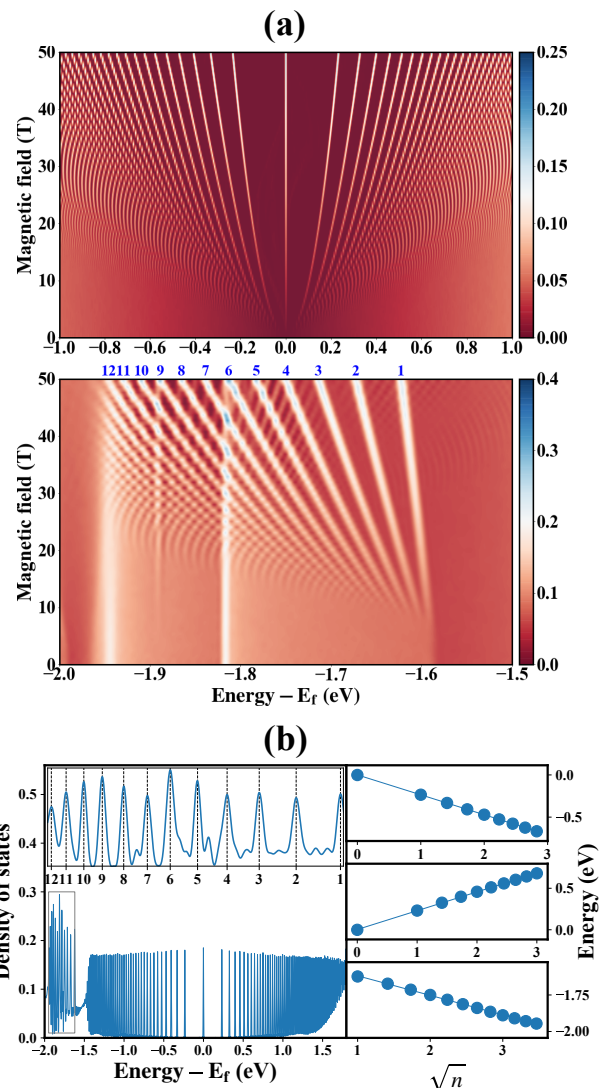 (a)
Magnetic field (T)
50
40
30
20
10
0
−1.0 −0.8 −0.6 −0.4 −0.2 0.0 0.2 0.4 0.6 0.8 1.0
0.25
0.20
0.15
0.10
0.05
0.00
12 11 10 9 8 7 6 5 4 3 2 1
Magnetic field (T)
50
40
30
20
10
0
−2.0 −1.9 −1.8 −1.7 −1.6 −1.5
Energy − E_f (eV)
0.4
0.3
0.2
0.1
0.0
(b)
Density of states
0.5
0.4
0.3
0.2
0.1
0.0
12 11 10 9 8 7 6 5 4 3 2 1
−2.0 −1.5 −1.0 −0.5 0.0 0.5 1.0 1.5
Energy − E_f (eV)
0.0
−0.5
0 1 2 3
0.5
0.0
0 1 2 3
−1.75
−2.00
1 2 3
Energy (eV)
√n